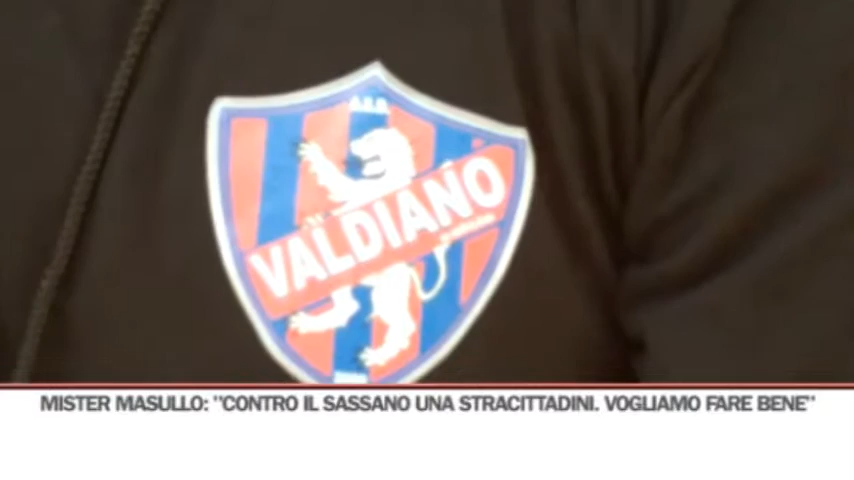 VALDIANO
MISTER MASULLO: "CONTRO IL SASSANO UNA STRACITTADINI. VOGLIAMO FARE BENE"